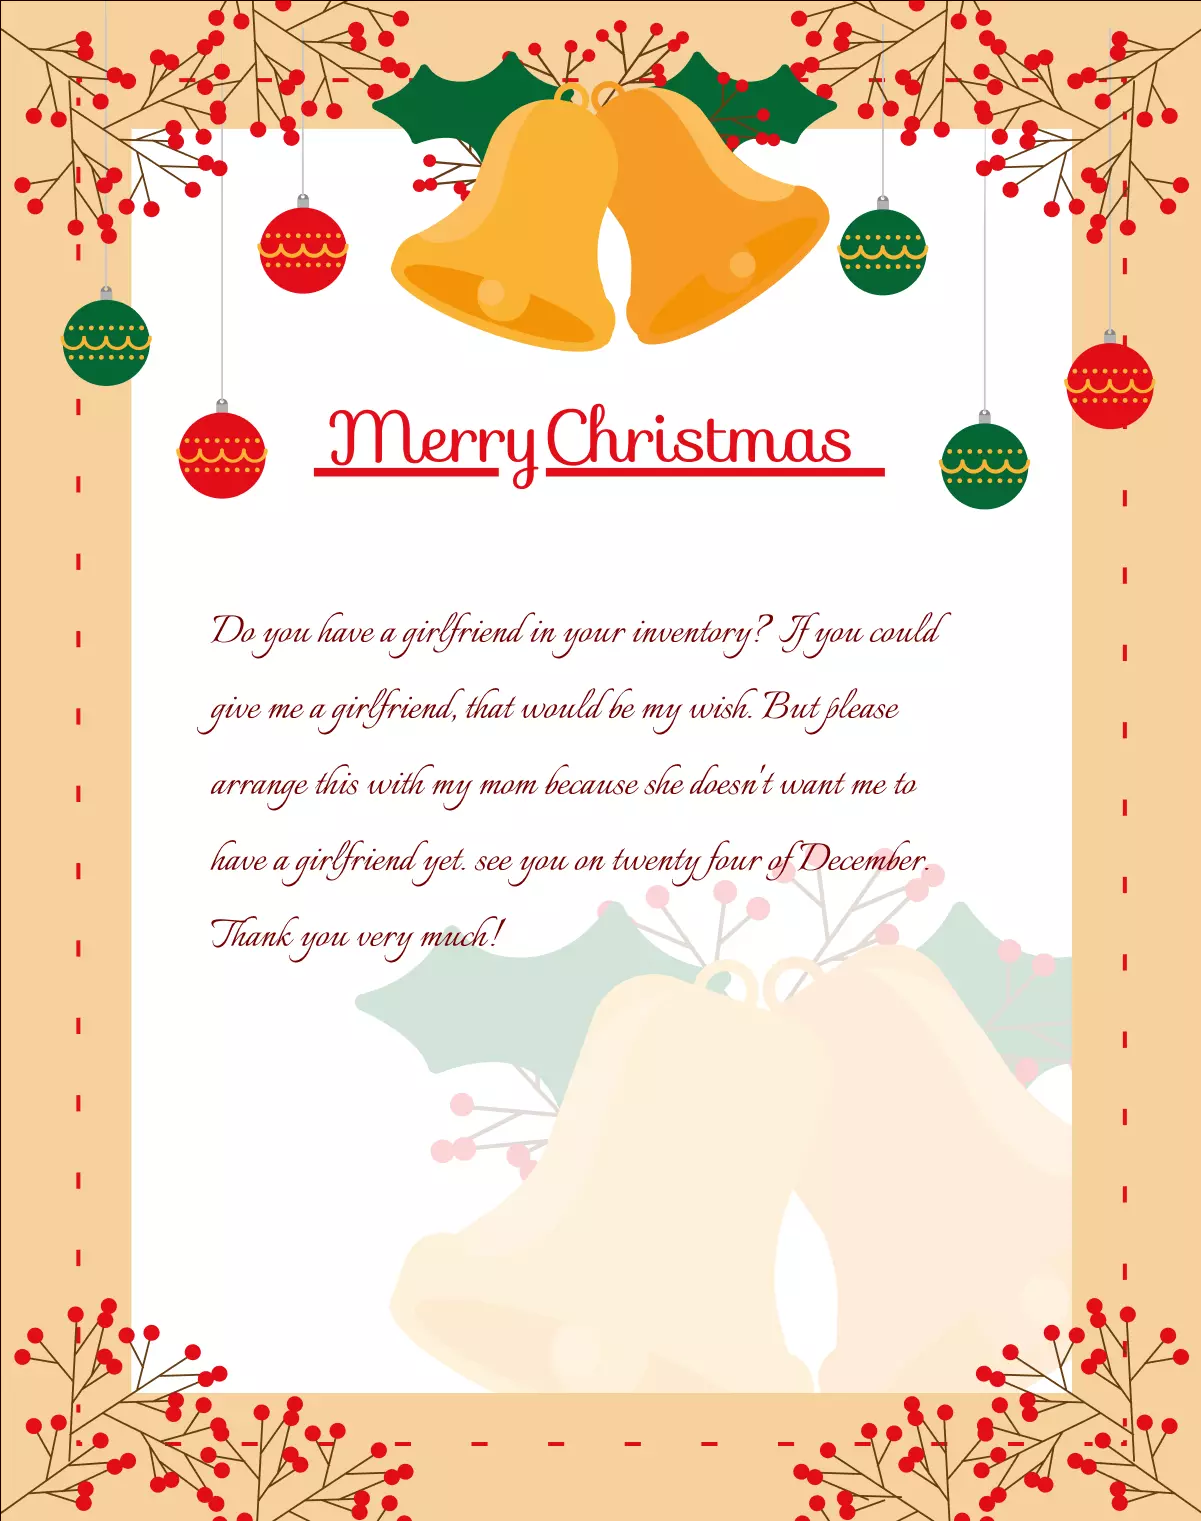 Merry Christmas
Do you have a girlfriend in your inventory? If you could
give me a girlfriend, that would be my wish. But please
arrange this with my mom because she doesn't want me to
have a girlfriend yet. see you on twenty four of December.
Thank you very much!